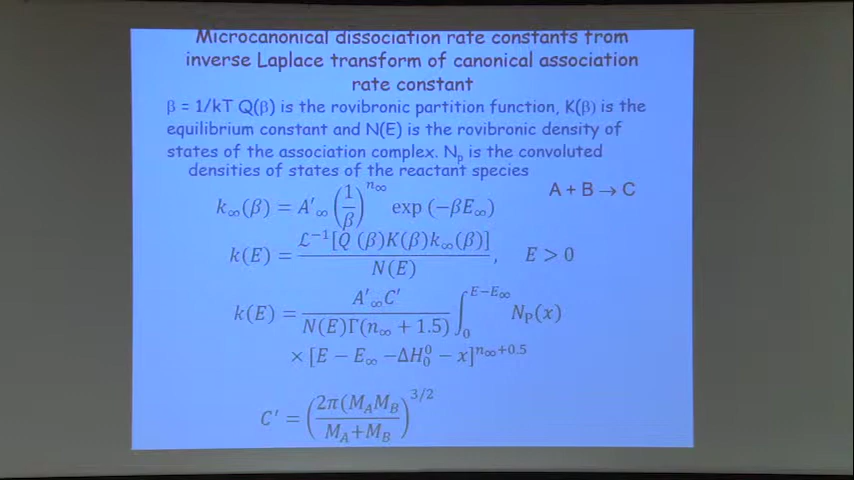 Microcanonical dissociation rate constants from
inverse Laplace transform of canonical association
rate constant
β = 1/kT Q(β) is the rovibronic partition function, K(β) is the
equilibrium constant and N(E) is the rovibronic density of
states of the association complex. Nₚ is the convoluted
densities of states of the reactant species
A + B → C
k∞(β) = A′∞ (1/β)^n∞ exp (−βE∞)
k(E) = ℒ⁻¹[Q (β)K(β)k∞(β)] / N(E), E > 0
k(E) = A′∞C′ / N(E)Γ(n∞ + 1.5) ∫₀^E−E∞ Nₚ(x)
× [E − E∞ −ΔH₀⁰ − x]^n∞+0.5
C′ = (2π(M_A M_B / M_A+M_B)^3/2